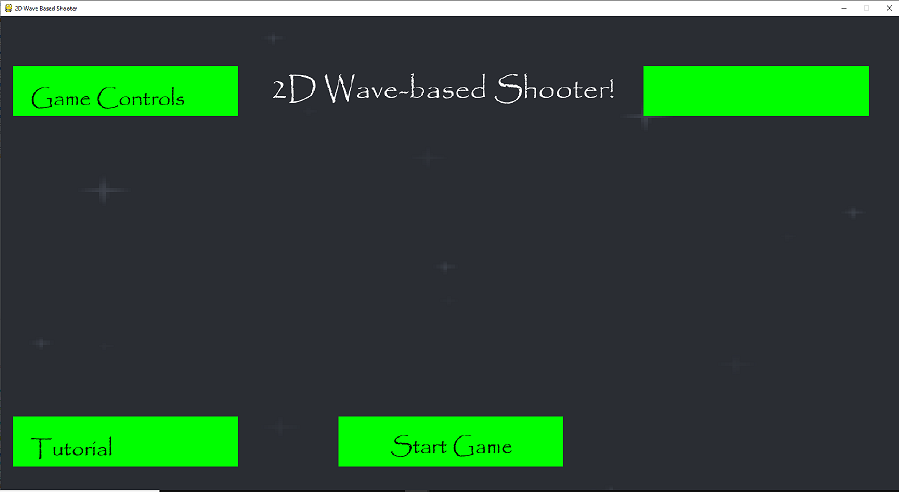 2D Wave Based Shooter
Game Controls
2D Wave-based Shooter!
Tutorial
Start Game